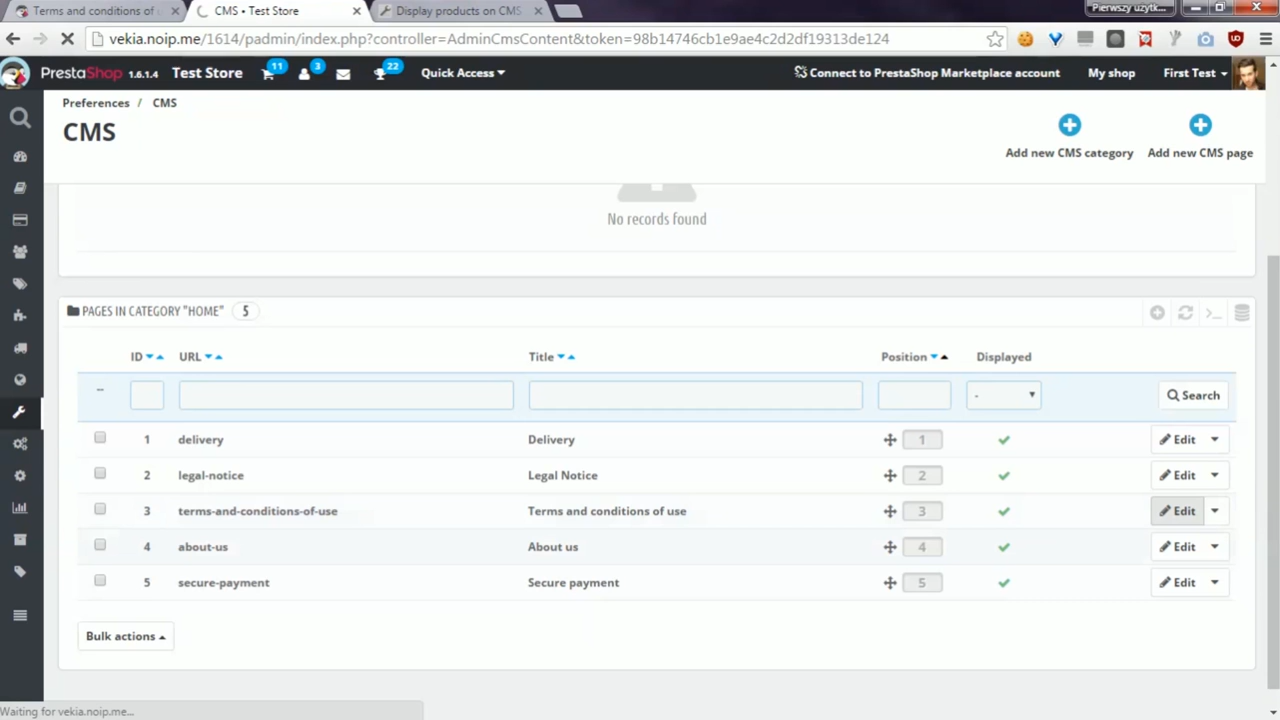 Terms and conditions of
CMS • Test Store
Display products on CMS
Pierwszy użytk...
vekia.noip.me/1614/padmin/index.php?controller=AdminCmsContent&token=98b14746cb1e9ae4c2d2df19313de124
PrestaShop 1.6.1.4 Test Store 11 3 22 Quick Access Connect to PrestaShop Marketplace account My shop First Test
Preferences / CMS
CMS
Add new CMS category Add new CMS page
No records found
PAGES IN CATEGORY "HOME" 5
ID URL Title Position Displayed
-- - Search
1 delivery Delivery 1 Edit
2 legal-notice Legal Notice 2 Edit
3 terms-and-conditions-of-use Terms and conditions of use 3 Edit
4 about-us About us 4 Edit
5 secure-payment Secure payment 5 Edit
Bulk actions
Waiting for vekia.noip.me...